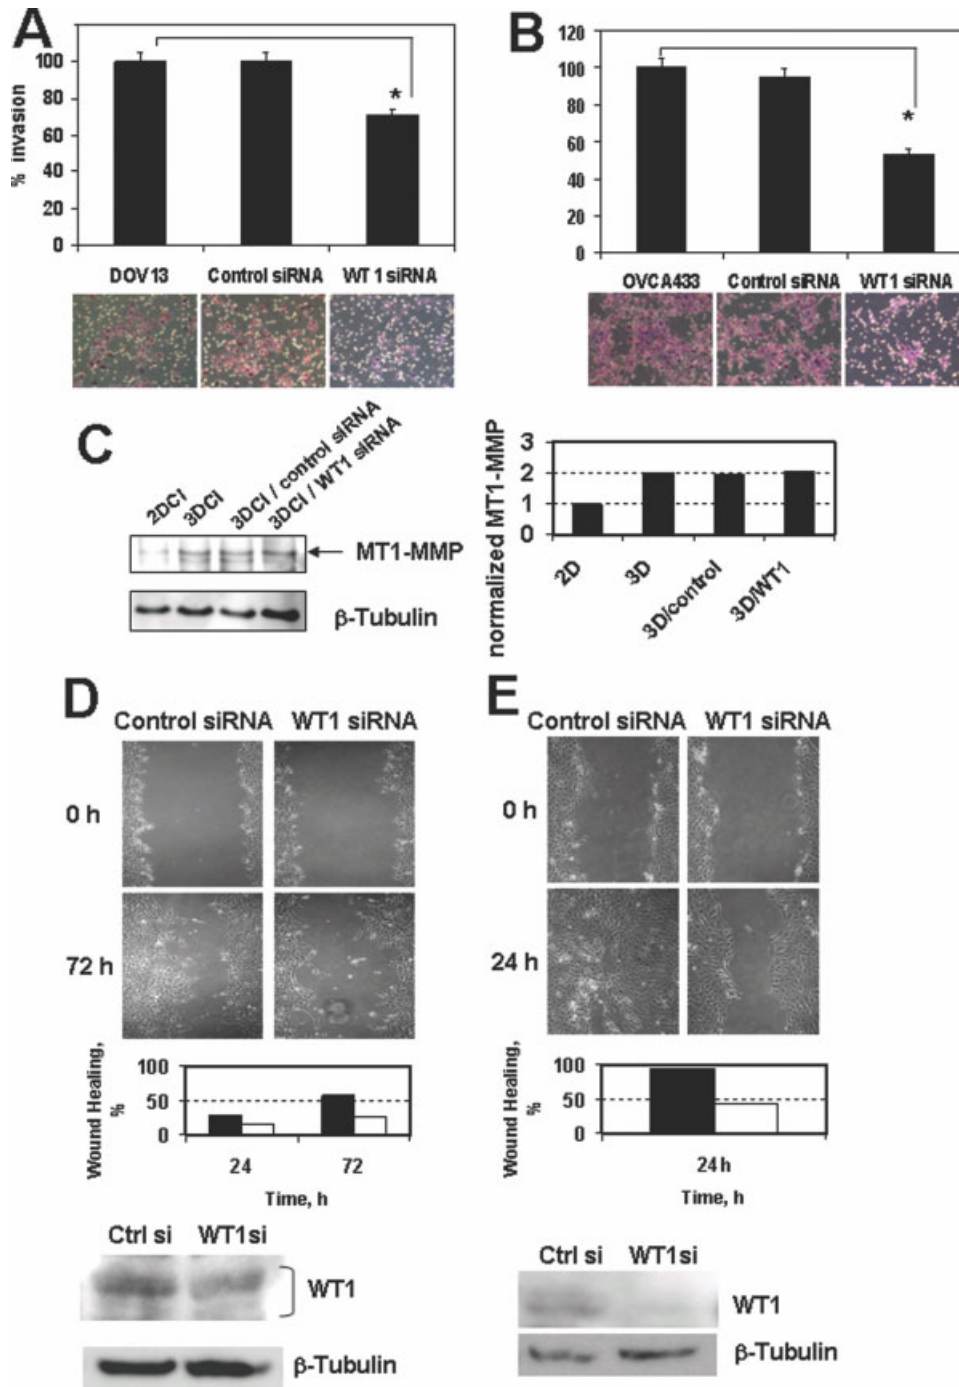 A
% invasion
100
80
60
40
20
0
*
DOV13 Control siRNA WT1 siRNA
B
120
100
80
60
40
20
0
*
OVCA433 Control siRNA WT1 siRNA
C
2DCI
3DCI
3DCI / control siRNA
3DCI / WT1 siRNA
MT1-MMP
β-Tubulin
normalized MT1-MMP
3
2
1
0
2D
3D
3D/control
3D/WT1
D
Control siRNA WT1 siRNA
0 h
72 h
Wound Healing,
%
100
50
0
24 72
Time, h
Ctrl si WT1si
WT1
β-Tubulin
E
Control siRNA WT1 siRNA
0 h
24 h
Wound Healing,
%
100
50
0
24h
Time, h
Ctrl si WT1si
WT1
β-Tubulin